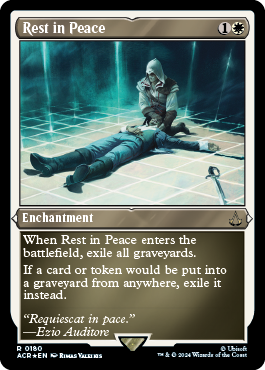 Rest in Peace 1
Enchantment
When Rest in Peace enters the
battlefield, exile all graveyards.
If a card or token would be put into
a graveyard from anywhere, exile it
instead.
"Requiescat in pace."
—Ezio Auditore
R 0180
ACR★EN Rimas Valeikis
© Ubisoft
™ & © 2024 Wizards of the Coast